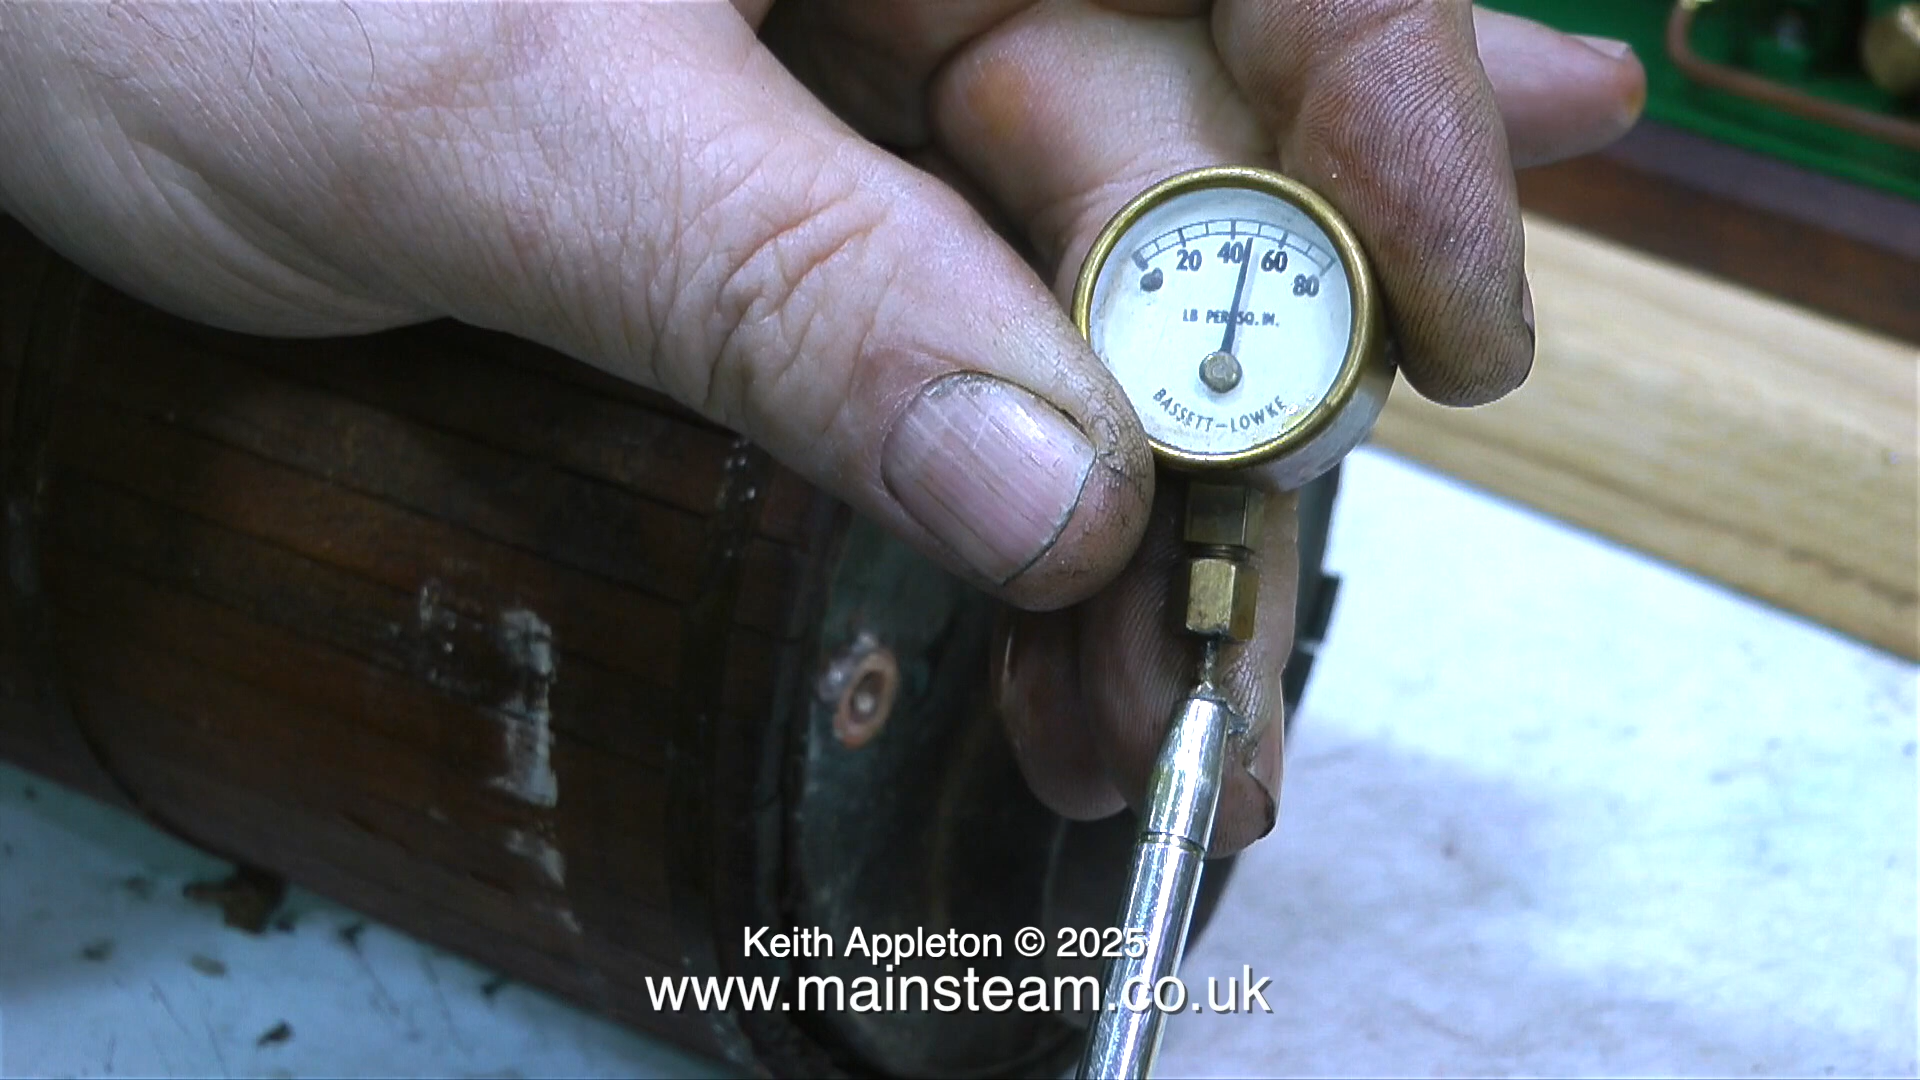 20 40 60 80
LB PER SQ. IN.
BASSETT-LOWKE
Keith Appleton © 2025
www.mainsteam.co.uk